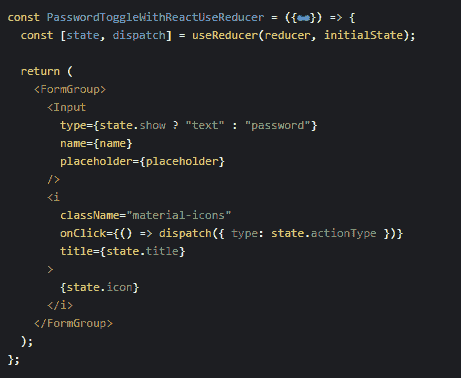 const PasswordToggleWithReactUseReducer = ({}) => {
  const [state, dispatch] = useReducer(reducer, initialState);
  return (
    <FormGroup>
      <Input
        type={state.show ? "text" : "password"}
        name={name}
        placeholder={placeholder}
      />
      <i
        className="material-icons"
        onClick={() => dispatch({ type: state.actionType })}
        title={state.title}
      >
        {state.icon}
      </i>
    </FormGroup>
  );
};